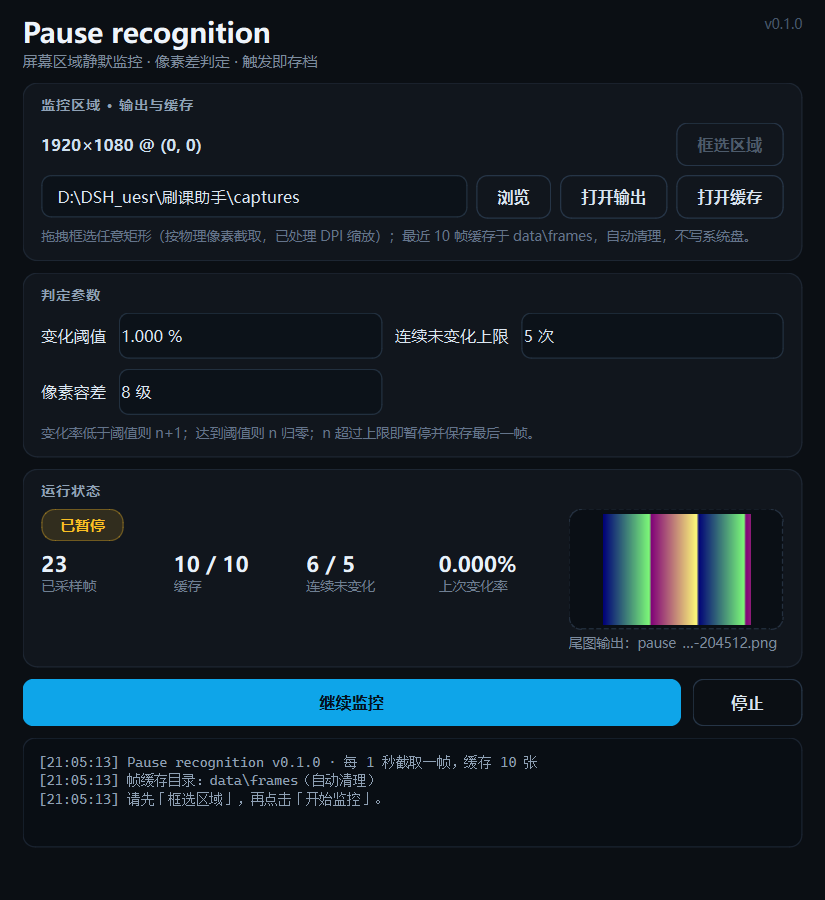 Pause recognition
v0.1.0
屏幕区域静默监控 · 像素差判定 · 触发即存档
监控区域 • 输出与缓存
1920×1080 @ (0, 0)
框选区域
D:\DSH_uesr\刷课助手\captures
浏览
打开输出
打开缓存
拖拽框选任意矩形（按物理像素截取，已处理 DPI 缩放）；最近 10 帧缓存于 data\frames，自动清理，不写系统盘。
判定参数
变化阈值
1.000 %
连续未变化上限
5 次
像素容差
8 级
变化率低于阈值则 n+1；达到阈值则 n 归零；n 超过上限即暂停并保存最后一帧。
运行状态
已暂停
23
10 / 10
6 / 5
0.000%
已采样帧
缓存
连续未变化
上次变化率
尾图输出：pause ...-204512.png
继续监控
停止
[21:05:13] Pause recognition v0.1.0 · 每 1 秒截取一帧，缓存 10 张
[21:05:13] 帧缓存目录：data\frames（自动清理）
[21:05:13] 请先「框选区域」，再点击「开始监控」。